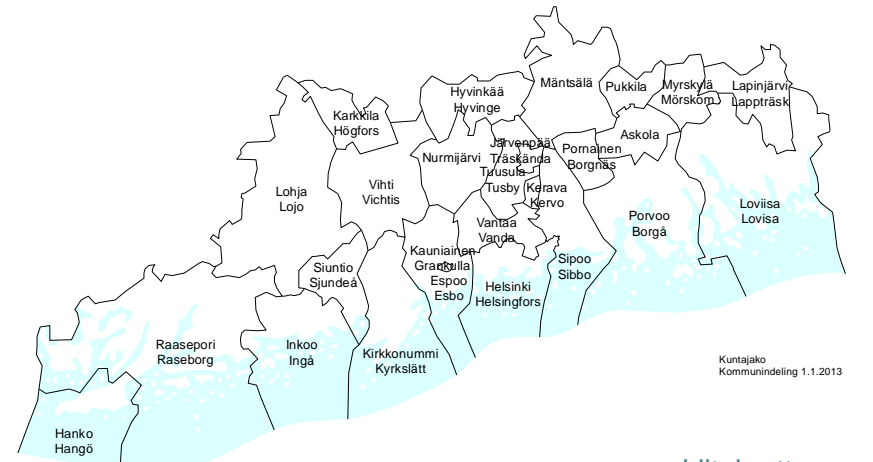 Mäntsälä
Pukkila
Myrskylä
Mörskom
Lapinjärvi
Lappträsk
Hyvinkää
Hyvinge
Karkkila
Högfors
Askola
Järvenpää
Träskända
Pornainen
Borgnäs
Nurmijärvi
Tuusula
Tusby
Kerava
Kervo
Vihti
Vichtis
Lohja
Lojo
Loviisa
Lovisa
Porvoo
Borgå
Vantaa
Vanda
Kauniainen
Grankulla
Espoo
Esbo
Sipoo
Sibbo
Siuntio
Sjundeå
Helsinki
Helsingfors
Raasepori
Raseborg
Inkoo
Ingå
Kirkkonummi
Kyrkslätt
Kuntajako
Kommunindeling 1.1.2013
Hanko
Hangö